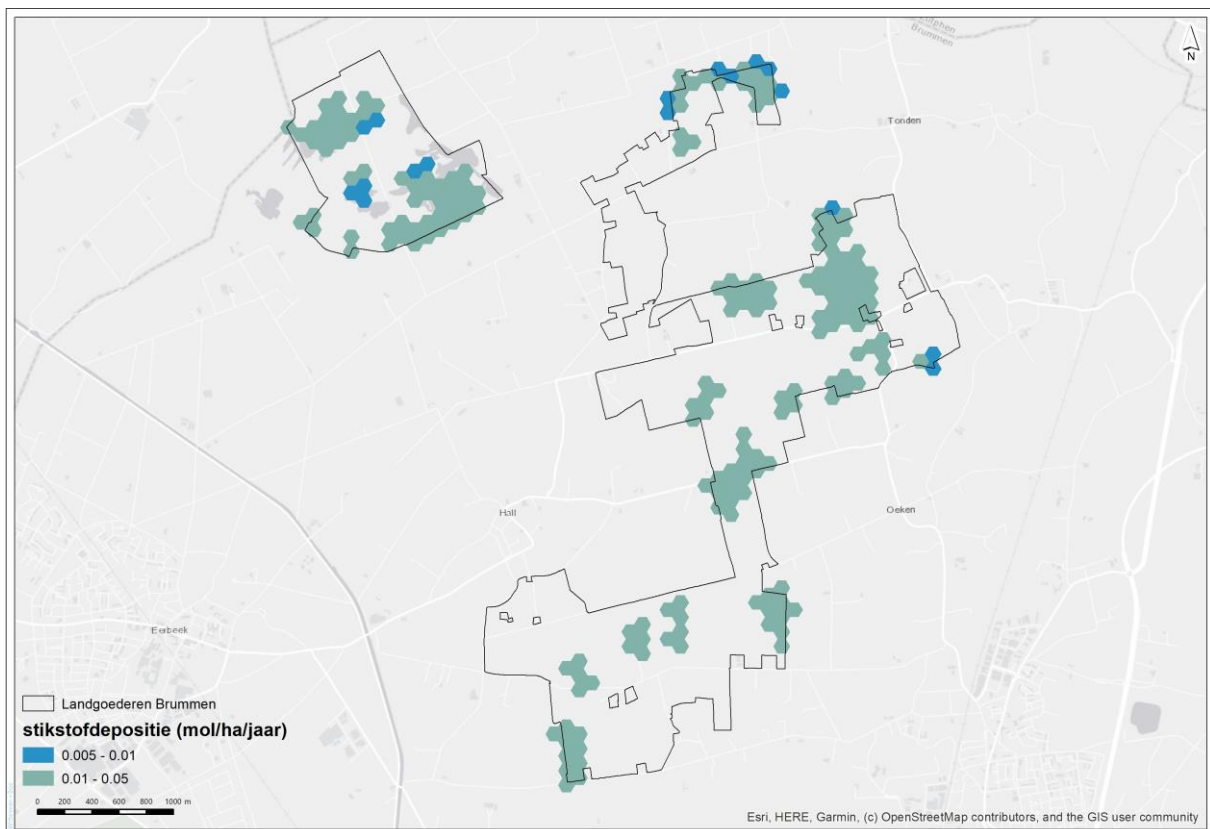 Brummen
N
Tonden
Hall
Oeken
Eerbeek
Landgoederen Brummen
stikstofdepositie (mol/ha/jaar)
0.005 - 0.01
0.01 - 0.05
0 200 400 600 800 1000 m
Esri, HERE, Garmin, (c) OpenStreetMap contributors, and the GIS user community